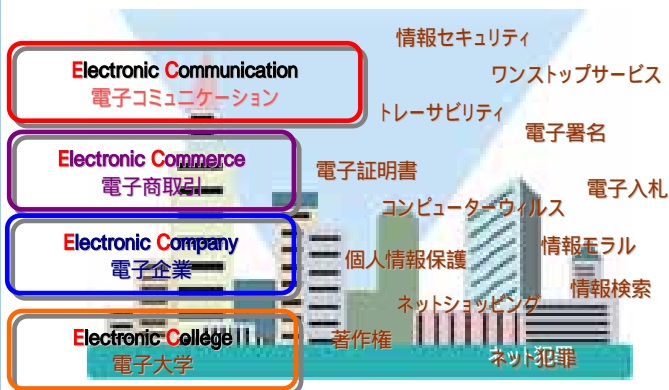 Electronic Communication
電子コミュニケーション
Electronic Commerce
電子商取引
Electronic Company
電子企業
Electronic College
電子大学
情報セキュリティ
ワンストップサービス
トレーサビリティ
電子署名
電子証明書
電子入札
コンピューターウィルス
情報モラル
個人情報保護
情報検索
ネットショッピング
著作権
ネット犯罪